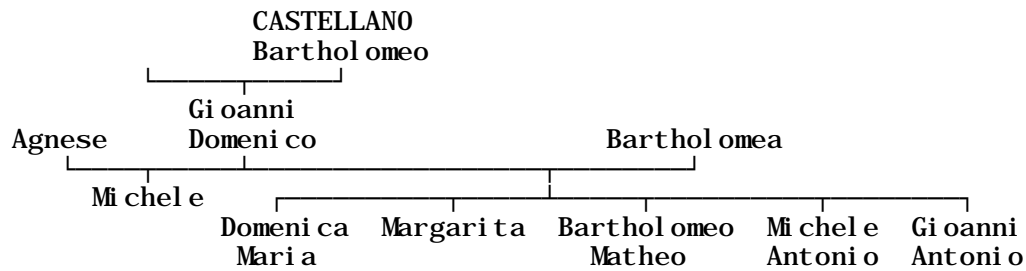 CASTELLANO
Bartholomeo
Gioanni
Agnese Domenico Bartholomea
Michele
Domenica Margarita Bartholomeo Michele Gioanni
Maria Matheo Antonio Antonio